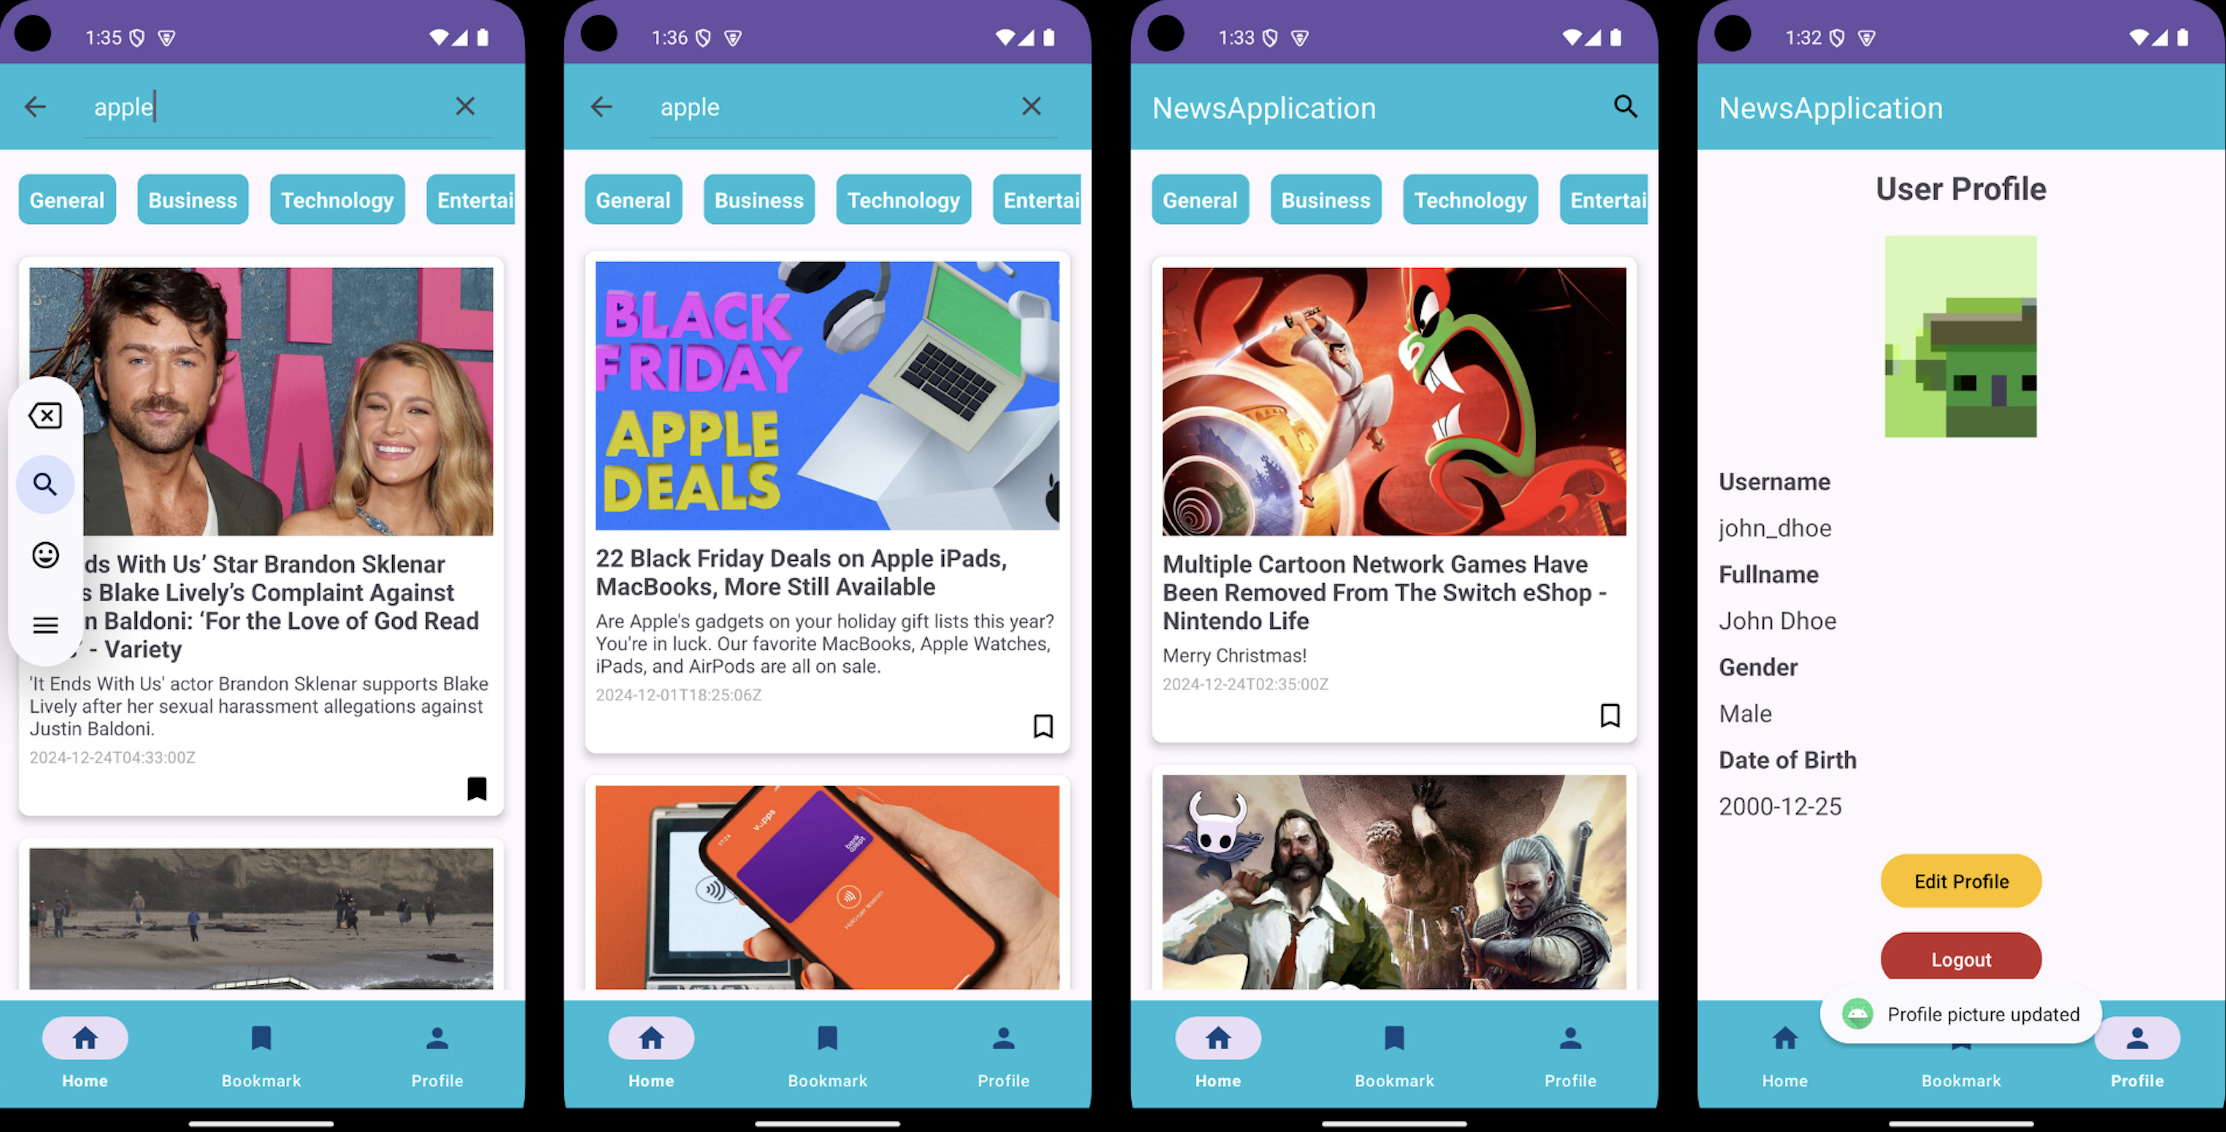 1:35
apple
General Business Technology Entertai
ds With Us’ Star Brandon Sklenar
s Blake Lively’s Complaint Against
n Baldoni: ‘For the Love of God Read
’ - Variety
'It Ends With Us' actor Brandon Sklenar supports Blake
Lively after her sexual harassment allegations against
Justin Baldoni.
2024-12-24T04:33:00Z
Home Bookmark Profile
1:36
apple
General Business Technology Entertai
BLACK
FRIDAY
APPLE
DEALS
22 Black Friday Deals on Apple iPads,
MacBooks, More Still Available
Are Apple's gadgets on your holiday gift lists this year?
You're in luck. Our favorite MacBooks, Apple Watches,
iPads, and AirPods are all on sale.
2024-12-01T18:25:06Z
Home Bookmark Profile
1:33
NewsApplication
General Business Technology Entertai
Multiple Cartoon Network Games Have
Been Removed From The Switch eShop -
Nintendo Life
Merry Christmas!
2024-12-24T02:35:00Z
Home Bookmark Profile
1:32
NewsApplication
User Profile
Username
john_dhoe
Fullname
John Dhoe
Gender
Male
Date of Birth
2000-12-25
Edit Profile
Logout
Profile picture updated
Home Bookmark Profile